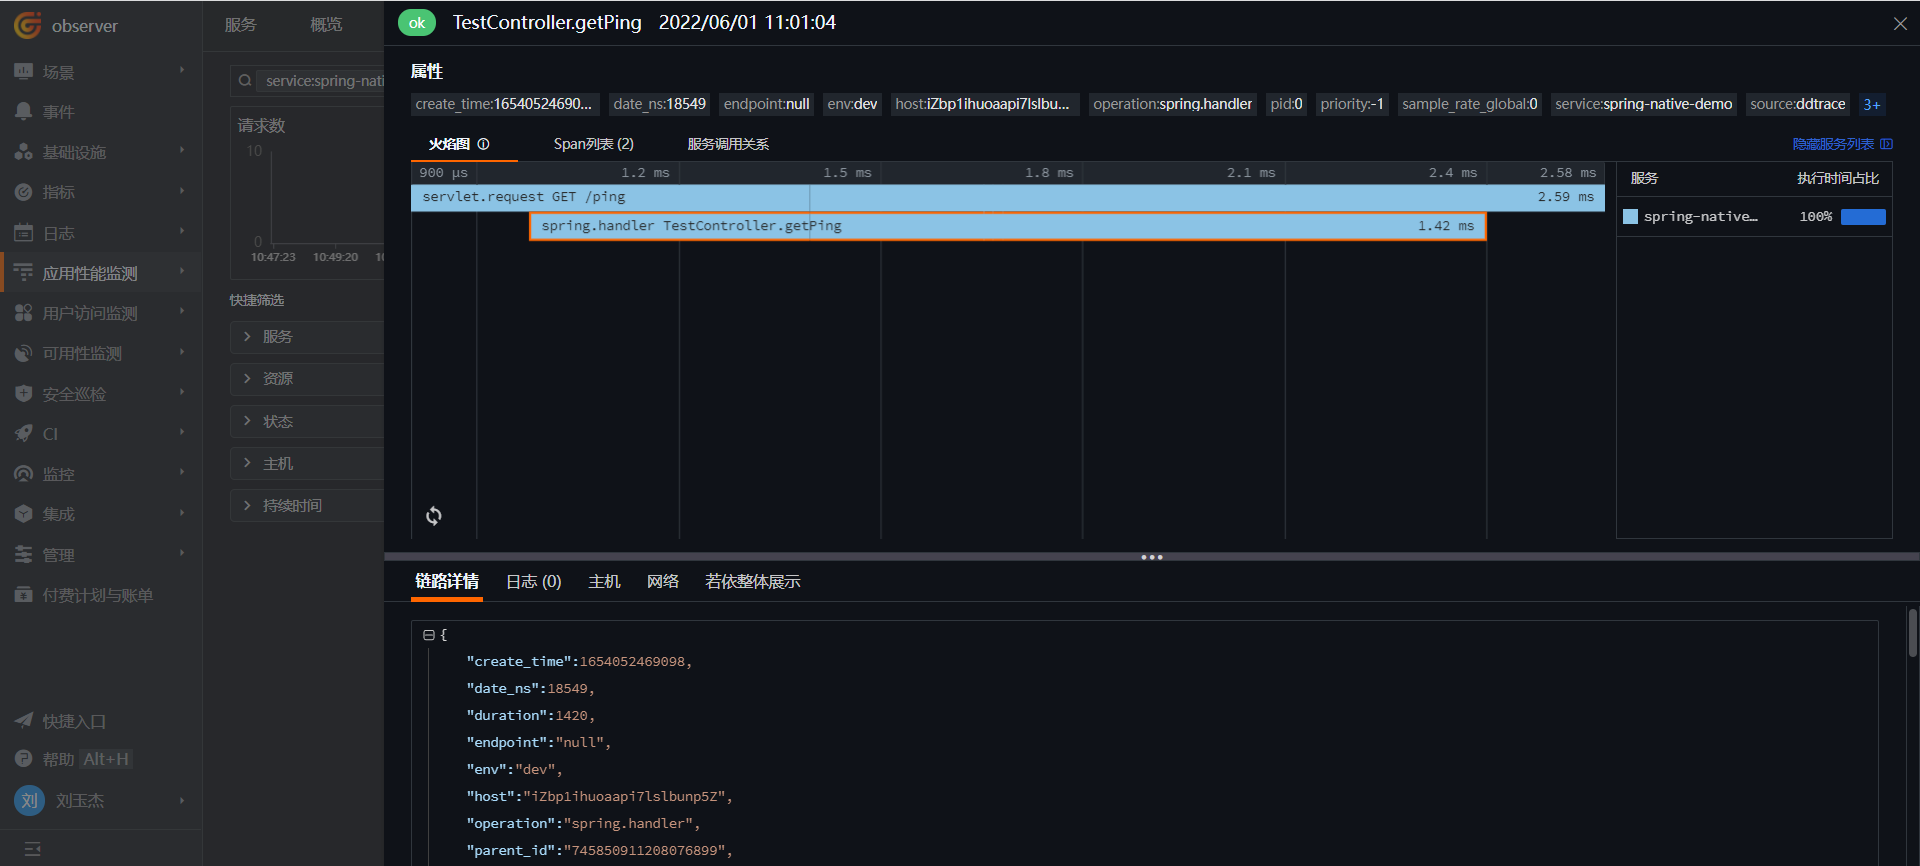 observer
场景
事件
基础设施
指标
日志
应用性能监测
用户访问监测
可用性监测
安全巡检
CI
监控
集成
管理
付费计划与账单
快捷入口
帮助 Alt+H
刘 刘玉杰
服务 概览
service:spring-nati
请求数
10
0
10:47:23 10:49:20 10
快捷筛选
服务
资源
状态
主机
持续时间
ok TestController.getPing 2022/06/01 11:01:04
属性
create_time:16540524690... date_ns:18549 endpoint:null env:dev host:iZbp1ihuoaapi7lslbu... operation:spring.handler pid:0 priority:-1 sample_rate_global:0 service:spring-native-demo source:ddtrace 3+
火焰图 Span列表 (2) 服务调用关系 隐藏服务列表
900 μs 1.2 ms 1.5 ms 1.8 ms 2.1 ms 2.4 ms 2.58 ms
servlet.request GET /ping 2.59 ms
spring.handler TestController.getPing 1.42 ms
服务 执行时间占比
spring-native… 100%
链路详情 日志 (0) 主机 网络 若依整体展示
{
"create_time":1654052469098,
"date_ns":18549,
"duration":1420,
"endpoint":"null",
"env":"dev",
"host":"iZbp1ihuoaapi7lslbunp5Z",
"operation":"spring.handler",
"parent_id":"745850911208076899",